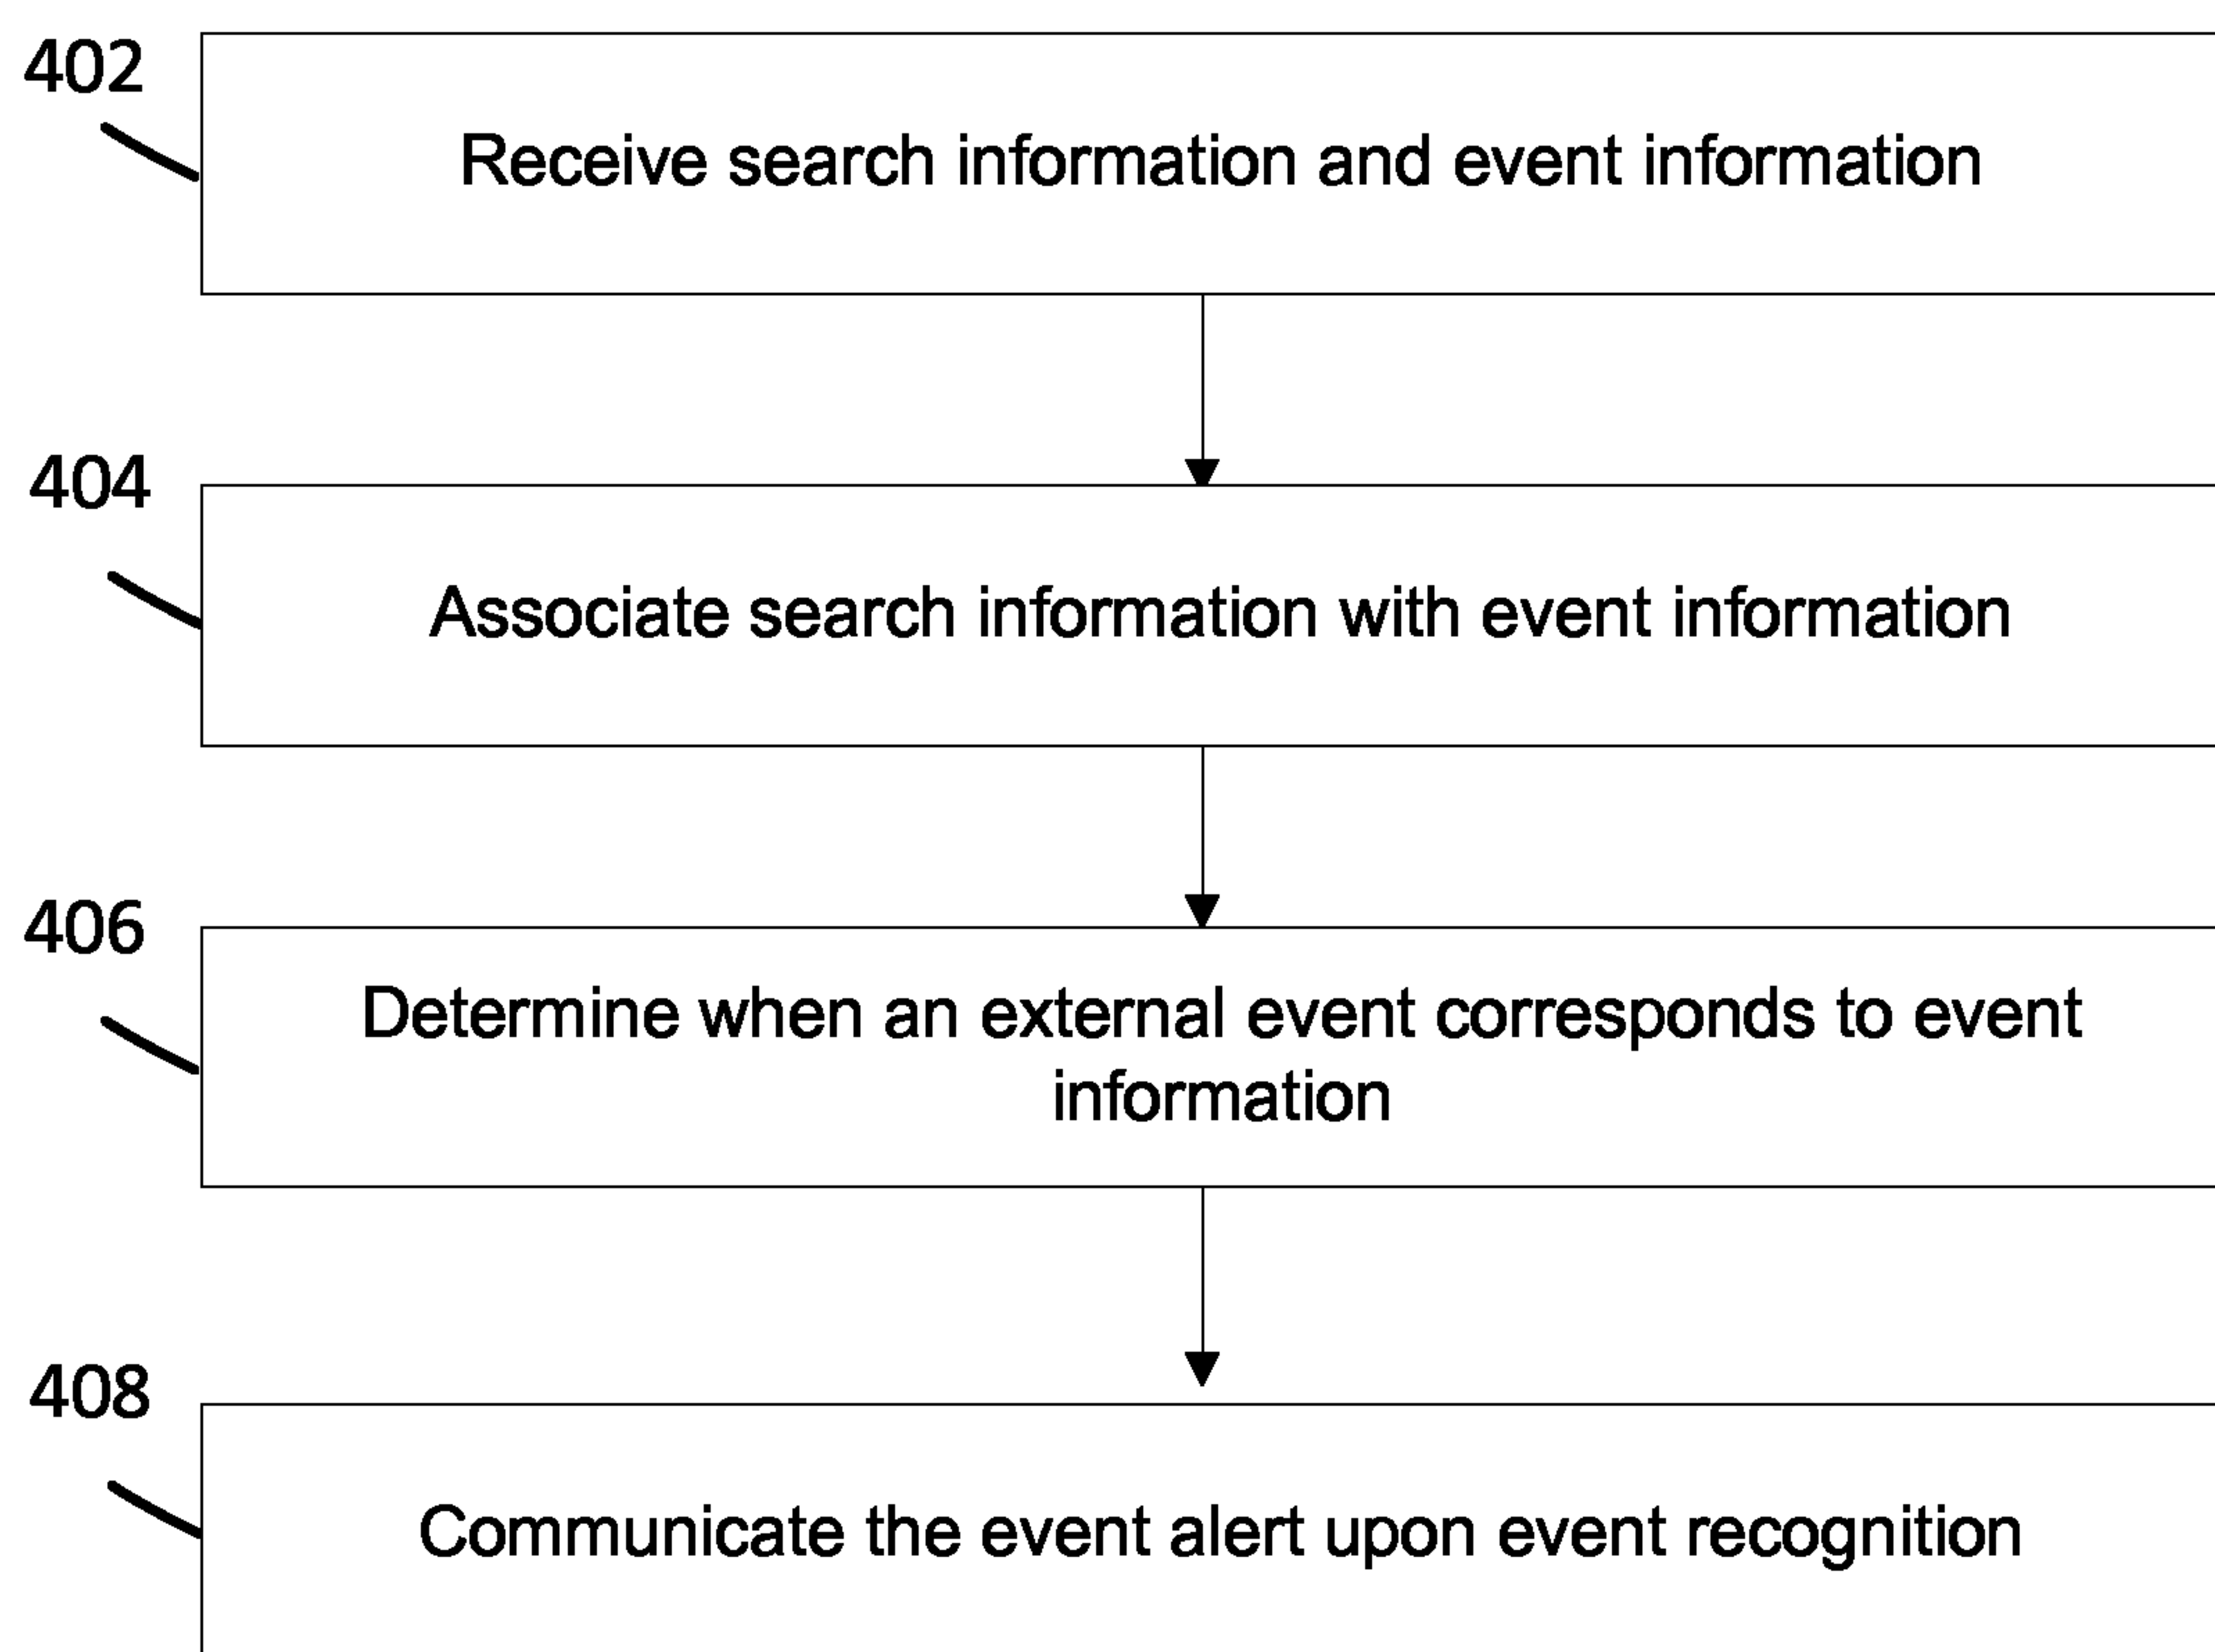 402
Receive search information and event information
404
Associate search information with event information
406
Determine when an external event corresponds to event
information
408
Communicate the event alert upon event recognition